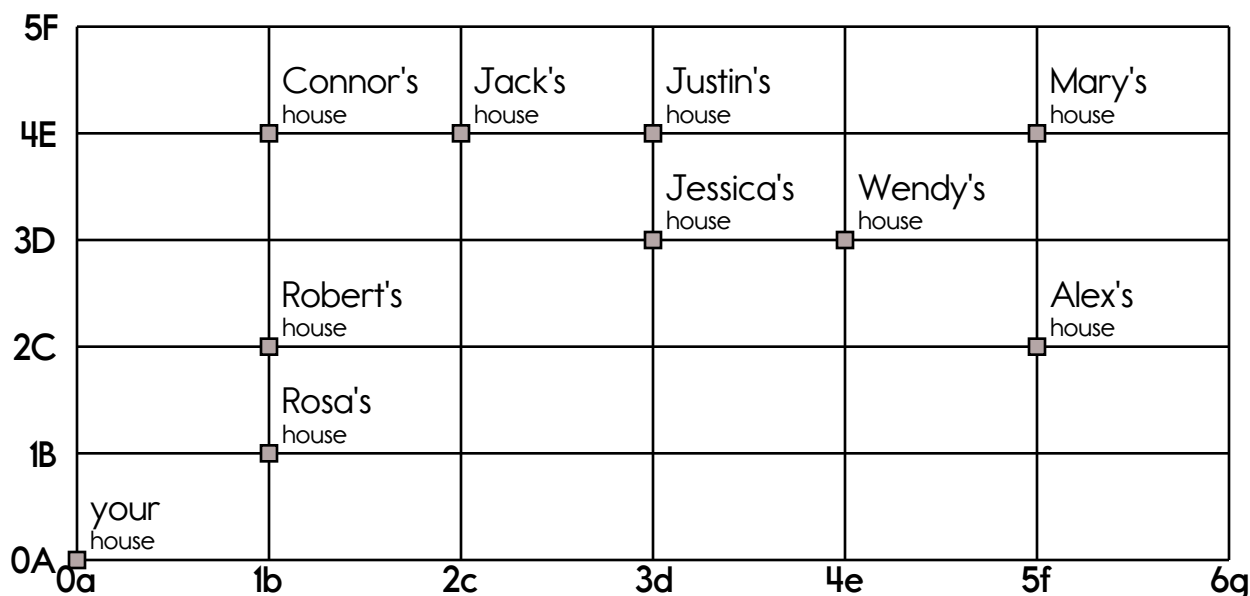 5F
Connor's
house
Jack's
house
Justin's
house
Mary's
house
4E
Jessica's
house
Wendy's
house
3D
Robert's
house
Alex's
house
2C
Rosa's
house
1B
your
house
0A
0a 1b 2c 3d 4e 5f 6g